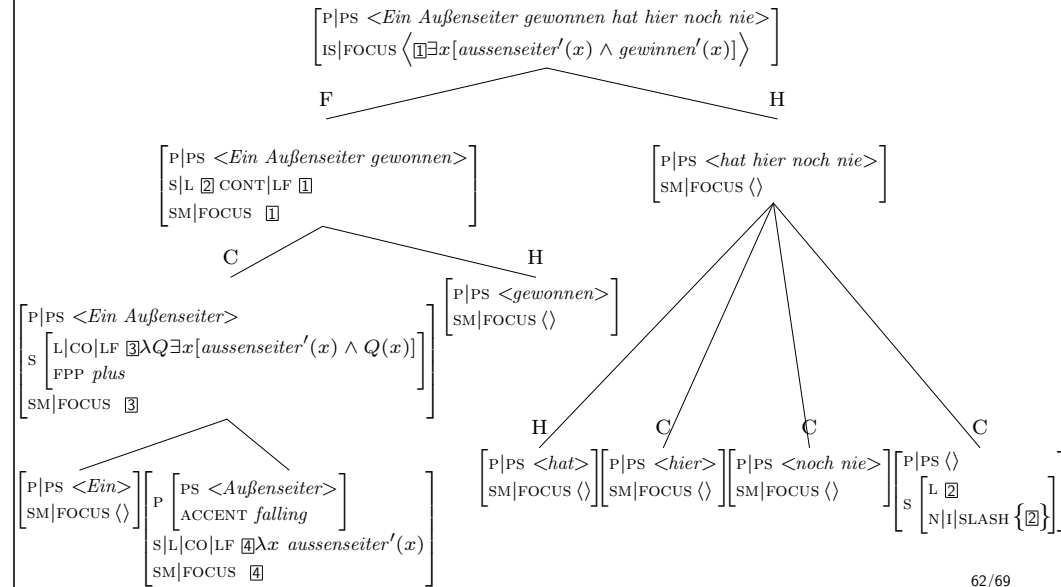 P|PS <Ein Außenseiter gewonnen hat hier noch nie>
IS|FOCUS ⟨ 1 ∃x[aussenseiter′(x) ∧ gewinnen′(x)] ⟩
F H
P|PS <Ein Außenseiter gewonnen>
S|L 2 CONT|LF 1
SM|FOCUS 1
P|PS <hat hier noch nie>
SM|FOCUS ⟨⟩
C H
P|PS <Ein Außenseiter>
S L|CO|LF 3 λQ∃x[aussenseiter′(x) ∧ Q(x)]
FPP plus
SM|FOCUS 3
P|PS <gewonnen>
SM|FOCUS ⟨⟩
H C C C
P|PS <Ein>
SM|FOCUS ⟨⟩
P PS <Außenseiter>
ACCENT falling
S|L|CO|LF 4 λx aussenseiter′(x)
SM|FOCUS 4
P|PS <hat>
SM|FOCUS ⟨⟩
P|PS <hier>
SM|FOCUS ⟨⟩
P|PS <noch nie>
SM|FOCUS ⟨⟩
P|PS ⟨⟩
S L 2
N|I|SLASH { 2 }
62/69